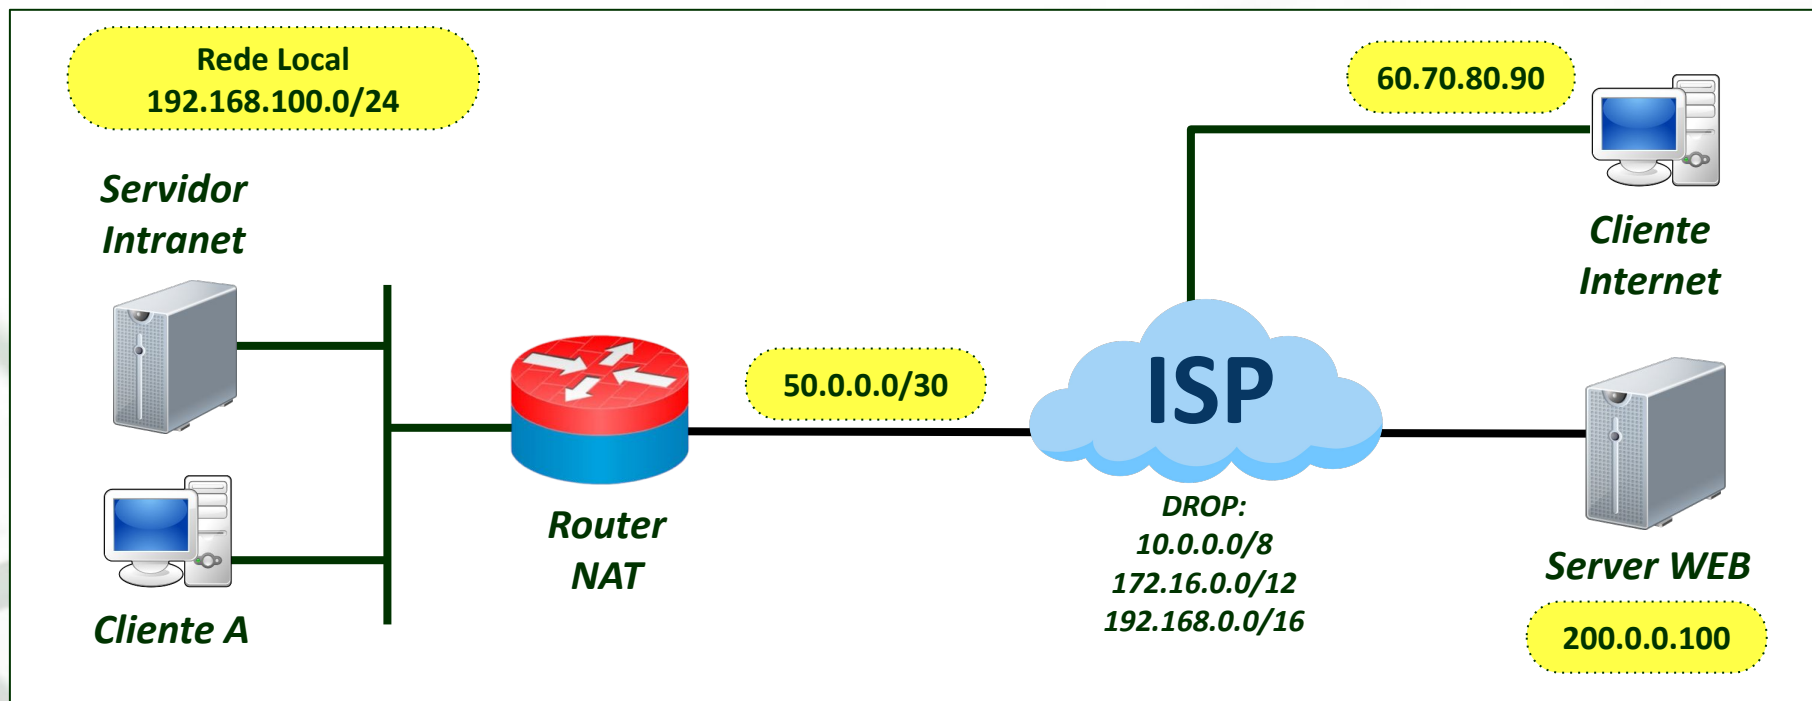 Rede Local
192.168.100.0/24
60.70.80.90
Servidor
Intranet
Cliente
Internet
50.0.0.0/30
ISP
DROP:
10.0.0.0/8
172.16.0.0/12
192.168.0.0/16
Router
NAT
Server WEB
200.0.0.100
Cliente A